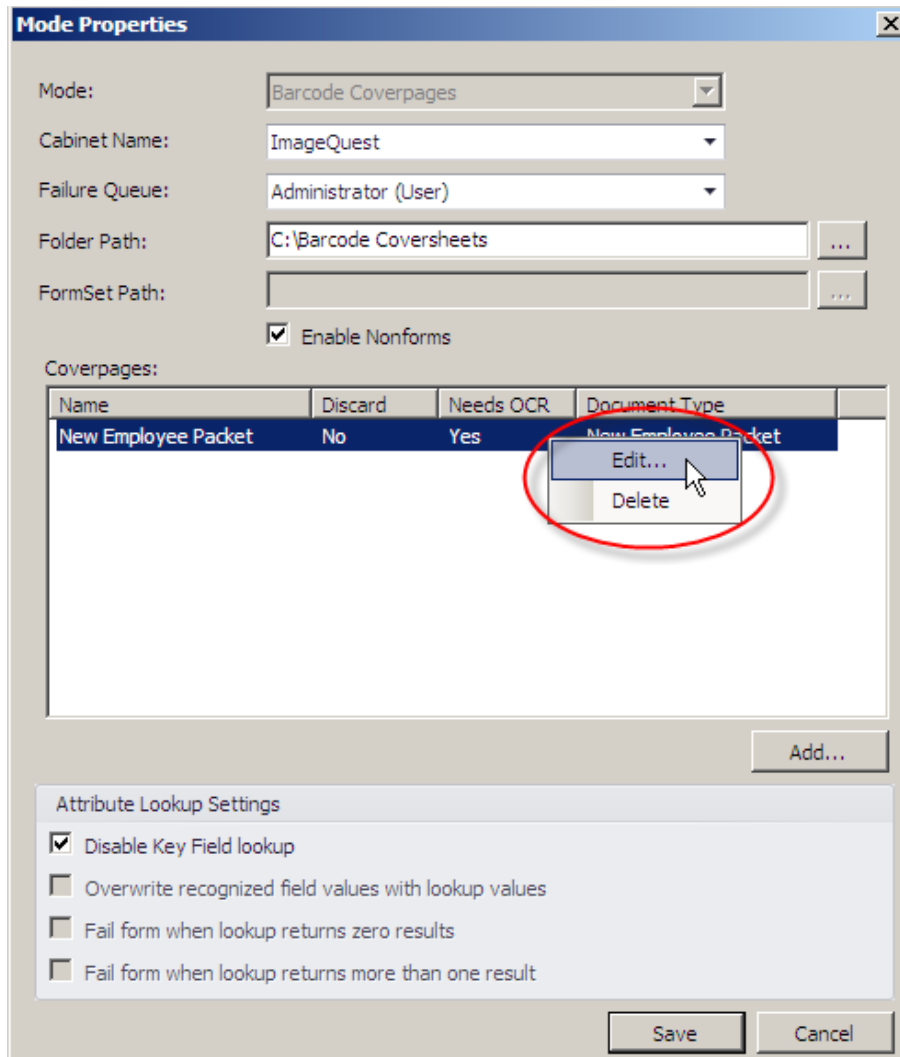 Mode Properties
Mode: Barcode Coverpages
Cabinet Name: ImageQuest
Failure Queue: Administrator (User)
Folder Path: C:\Barcode Coversheets ...
FormSet Path: ...
Enable Nonforms
Coverpages:
Name Discard Needs OCR Document Type
New Employee Packet No Yes New Employee Packet
Edit...
Delete
Add...
Attribute Lookup Settings
Disable Key Field lookup
Overwrite recognized field values with lookup values
Fail form when lookup returns zero results
Fail form when lookup returns more than one result
Save Cancel